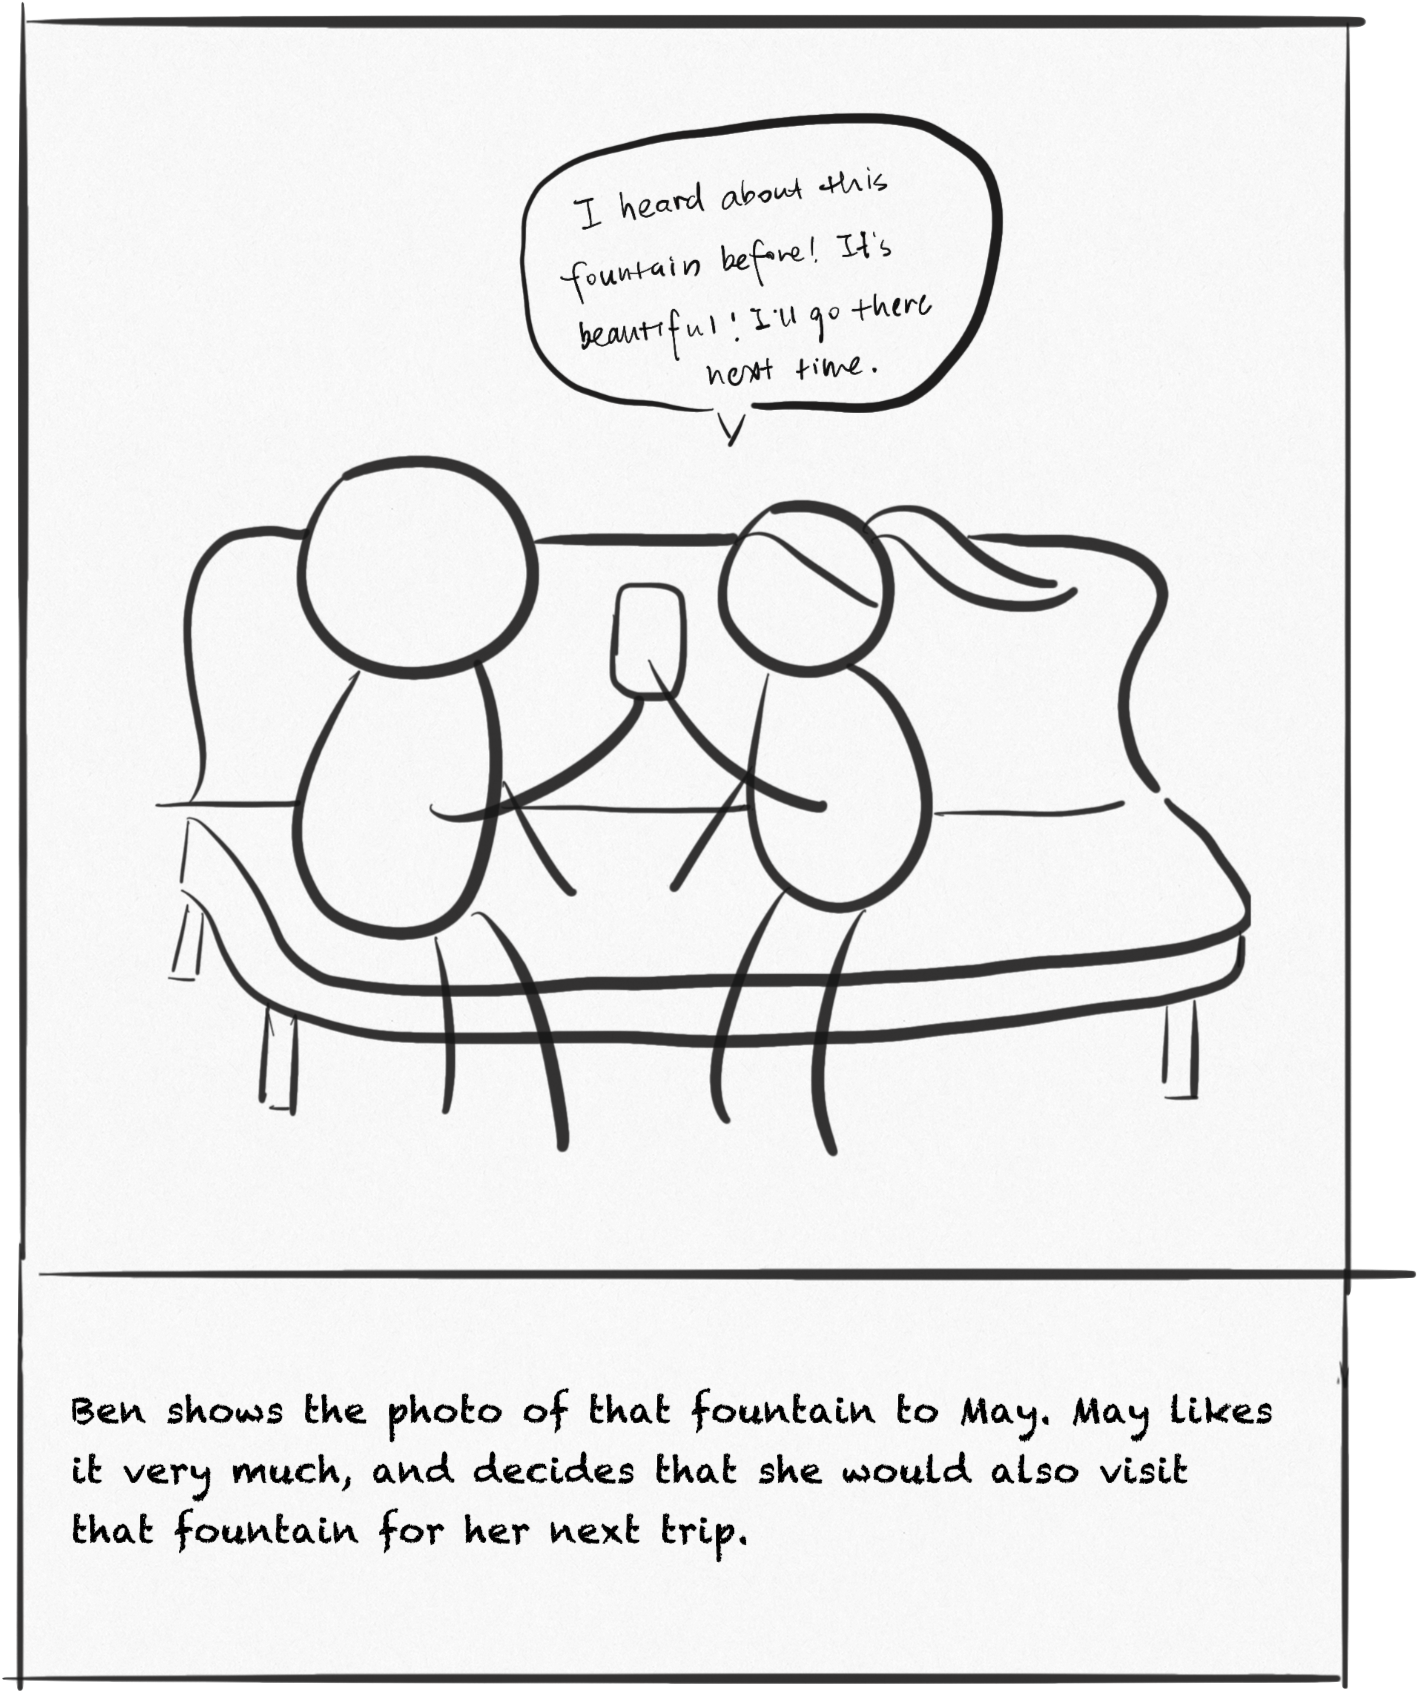 I heard about this
fountain before! It's
beautiful! I'll go there
next time.
Ben shows the photo of that fountain to May. May likes
it very much, and decides that she would also visit
that fountain for her next trip.